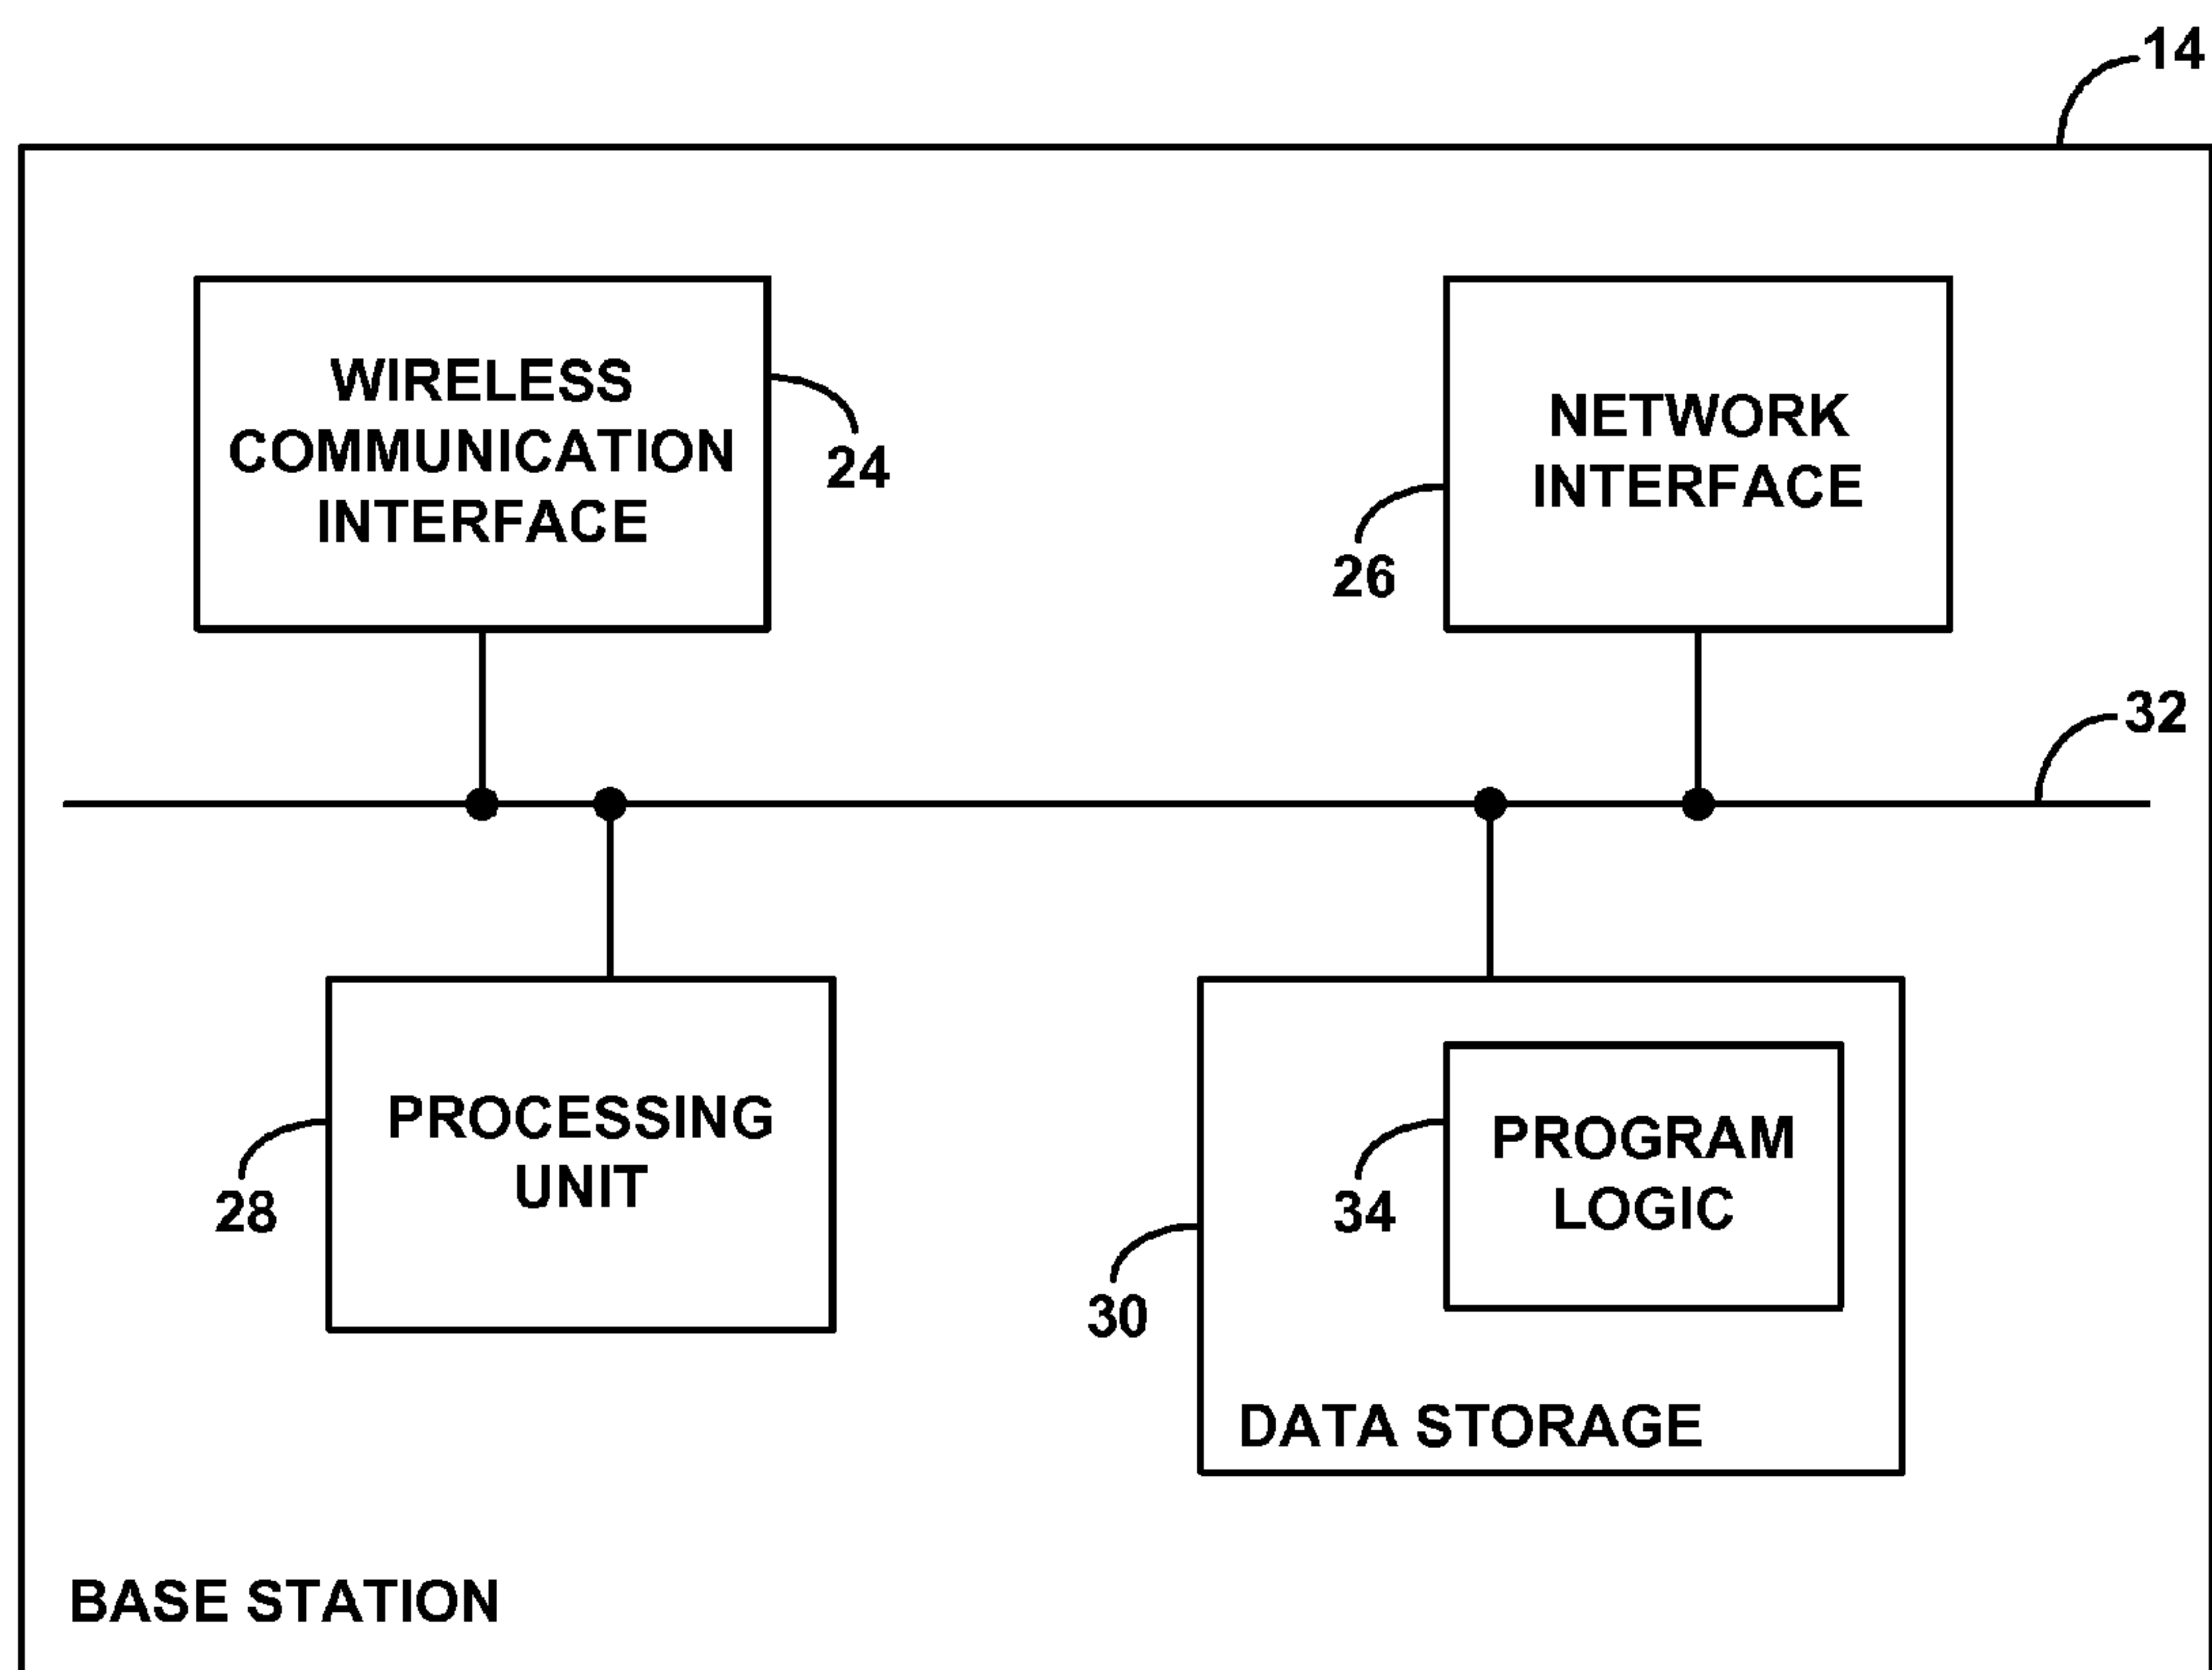 14
WIRELESS
COMMUNICATION
INTERFACE
24
NETWORK
INTERFACE
26
32
PROCESSING
UNIT
28
PROGRAM
LOGIC
34
30
DATA STORAGE
BASE STATION